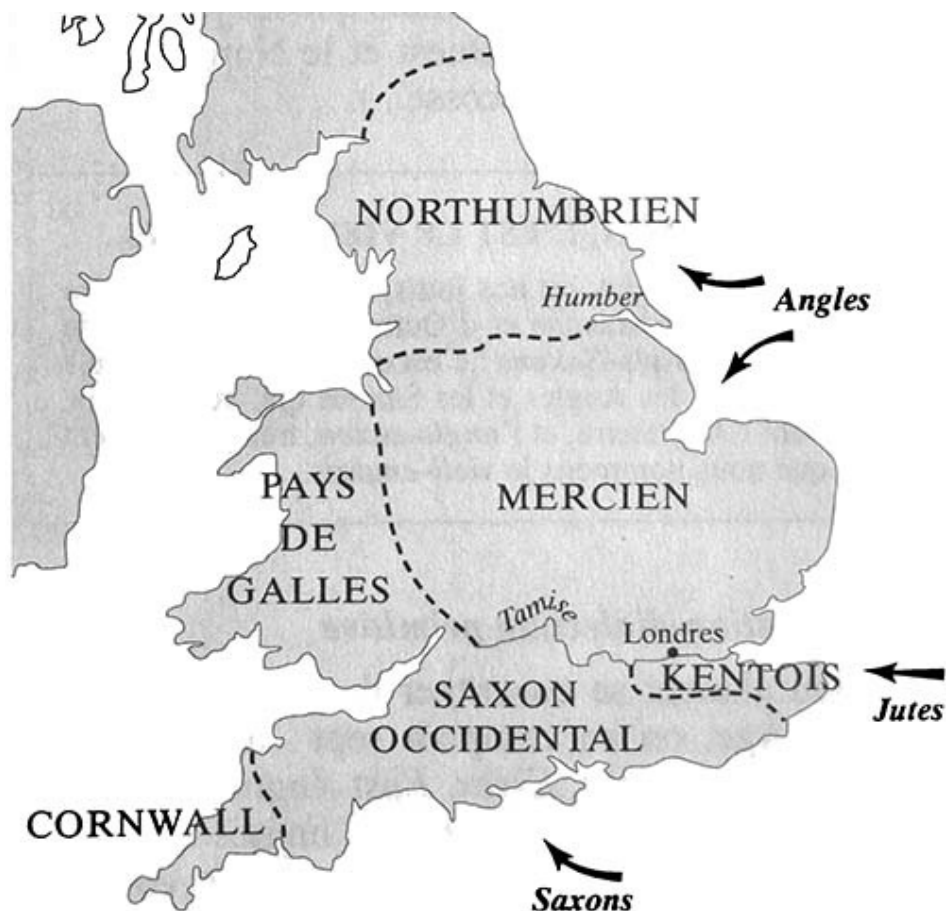 NORTHUMBRIEN
Humber
Angles
PAYS
DE
GALLES
MERCIEN
Tamise
Londres
KENTOIS
Jutes
SAXON
OCCIDENTAL
CORNWALL
Saxons